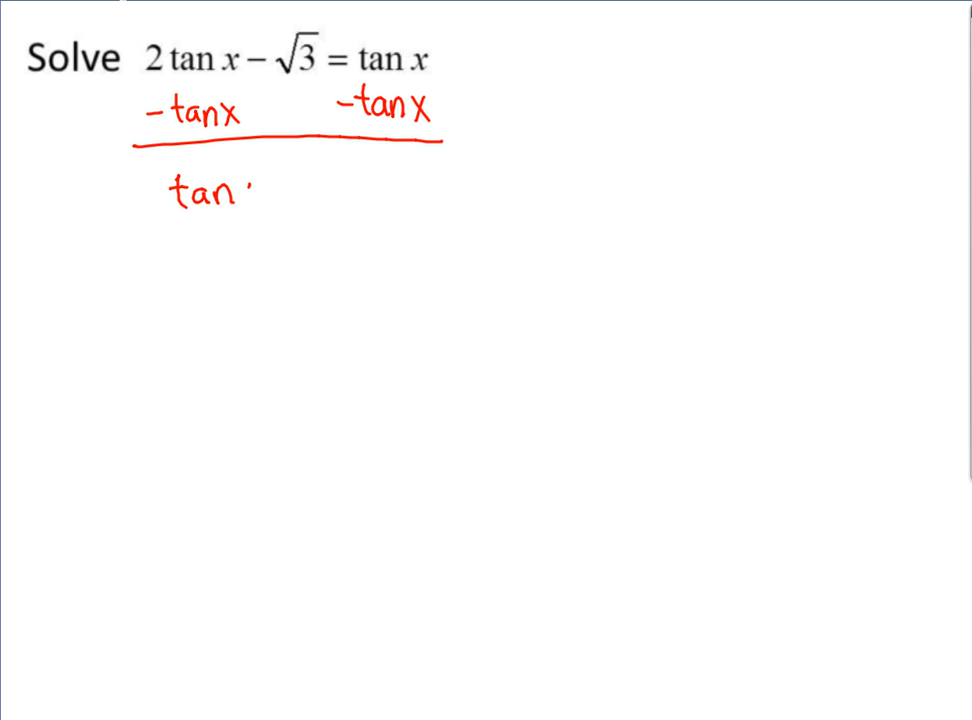 Solve 2 tan x − √3 = tan x
-tanx -tanx
tan